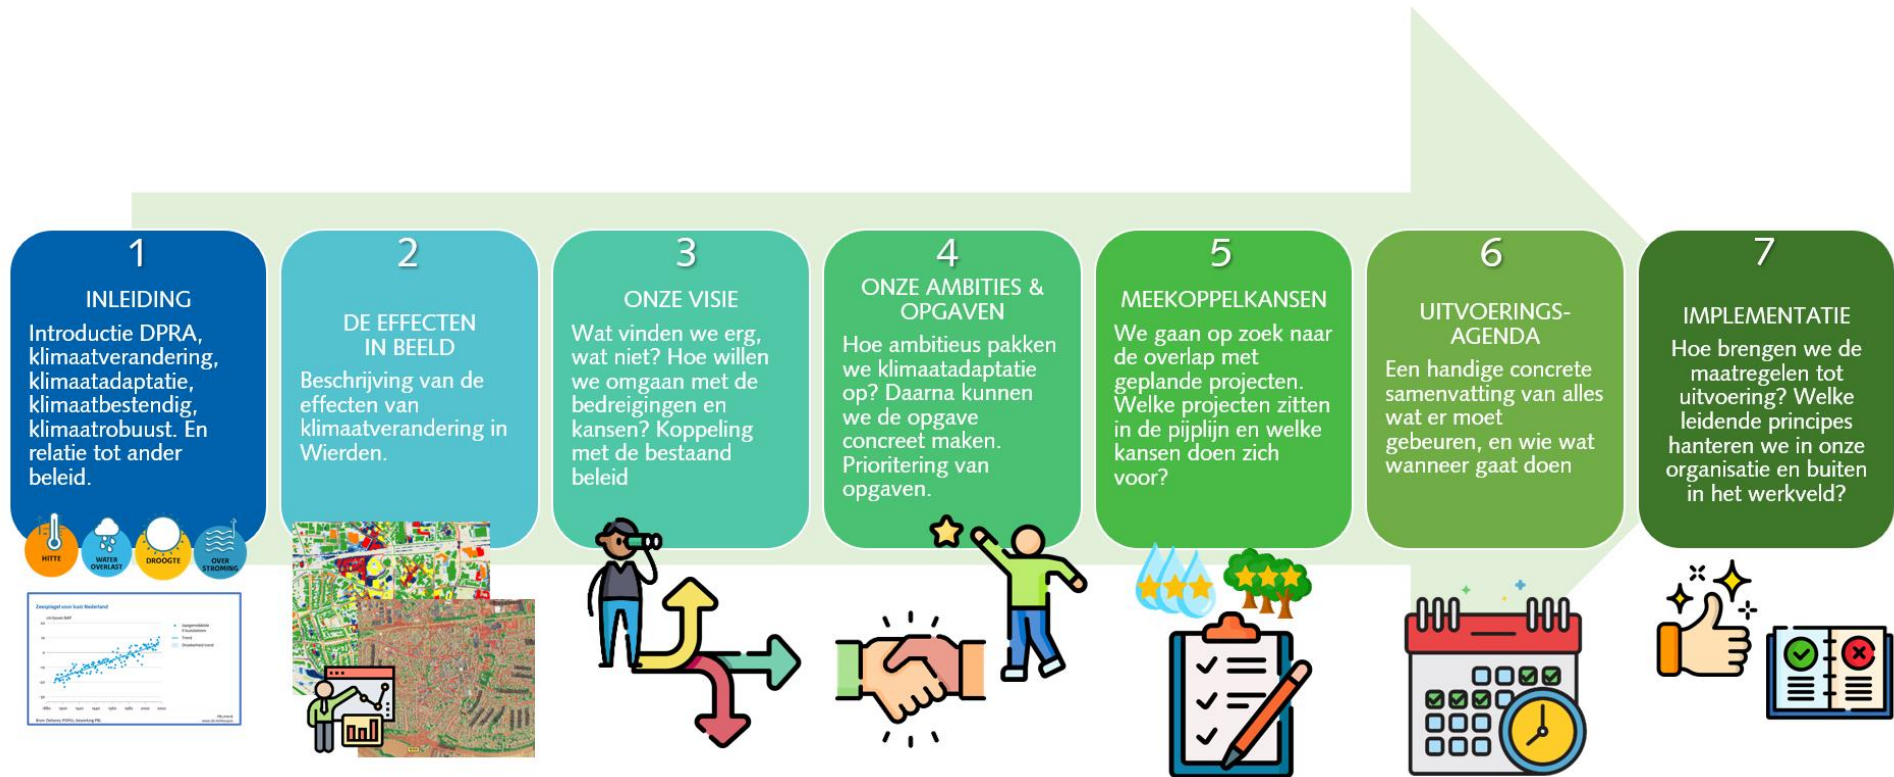 1
INLEIDING
Introductie DPRA,
klimaatverandering,
klimaatadaptatie,
klimaatbestendig,
klimaatrobuust. En
relatie tot ander
beleid.
HITTE
WATER
OVERLAST
DROOGTE
OVER
STROMING
Zeespiegel voor kust Nederland
2
DE EFFECTEN
IN BEELD
Beschrijving van de
effecten van
klimaatverandering in
Wierden.
3
ONZE VISIE
Wat vinden we erg,
wat niet? Hoe willen
we omgaan met de
bedreigingen en
kansen? Koppeling
met de bestaand
beleid
4
ONZE AMBITIES &
OPGAVEN
Hoe ambitieus pakken
we klimaatadaptatie
op? Daarna kunnen
we de opgave
concreet maken.
Prioritering van
opgaven.
5
MEEKOPPELKANSEN
We gaan op zoek naar
de overlap met
geplande projecten.
Welke projecten zitten
in de pijplijn en welke
kansen doen zich
voor?
6
UITVOERINGS-
AGENDA
Een handige concrete
samenvatting van alles
wat er moet
gebeuren, en wie wat
wanneer gaat doen
7
IMPLEMENTATIE
Hoe brengen we de
maatregelen tot
uitvoering? Welke
leidende principes
hanteren we in onze
organisatie en buiten
in het werkveld?